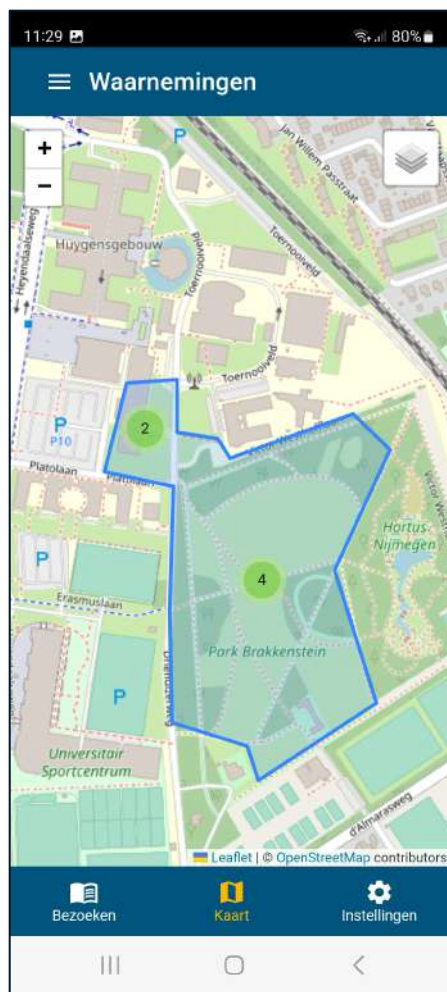 11:29
80%
Waarnemingen
+
−
P
Jan Willem Passtraat
Heyendaalseweg
Huygensgebouw
Toernooiveld
Toernooiveld
Toernooiveld
2
P
P10
Platolaan
Platolaan
Hortus
Nijmegen
P
4
Erasmuslaan
Park Brakkenstein
P
Universitair
Sportcentrum
d'Almarasweg
Leaflet | © OpenStreetMap contributors
Bezoeken
Kaart
Instellingen